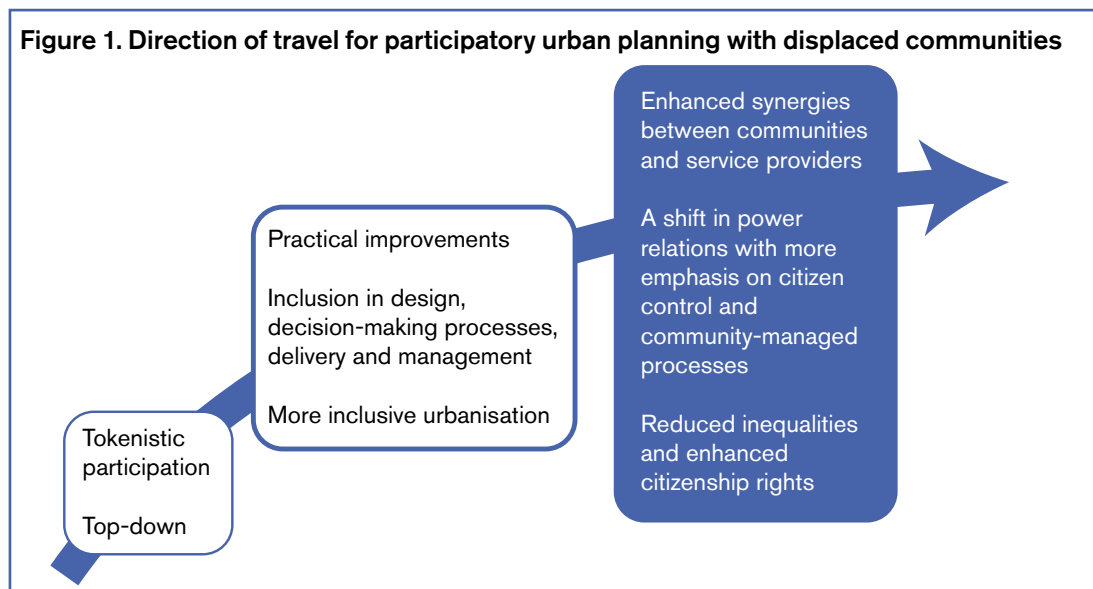 Figure 1. Direction of travel for participatory urban planning with displaced communities
Tokenistic
participation
Top-down
Practical improvements
Inclusion in design,
decision-making processes,
delivery and management
More inclusive urbanisation
Enhanced synergies
between communities
and service providers
A shift in power
relations with more
emphasis on citizen
control and
community-managed
processes
Reduced inequalities
and enhanced
citizenship rights